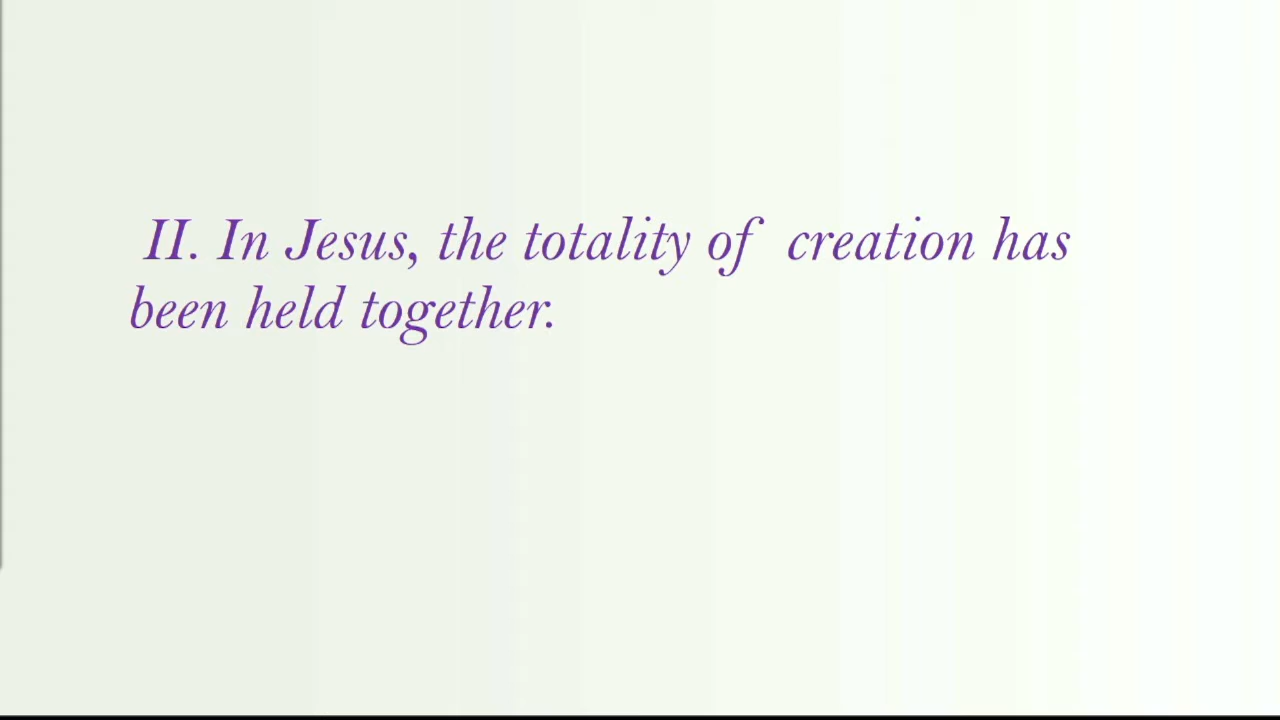 II. In Jesus, the totality of creation has
been held together.